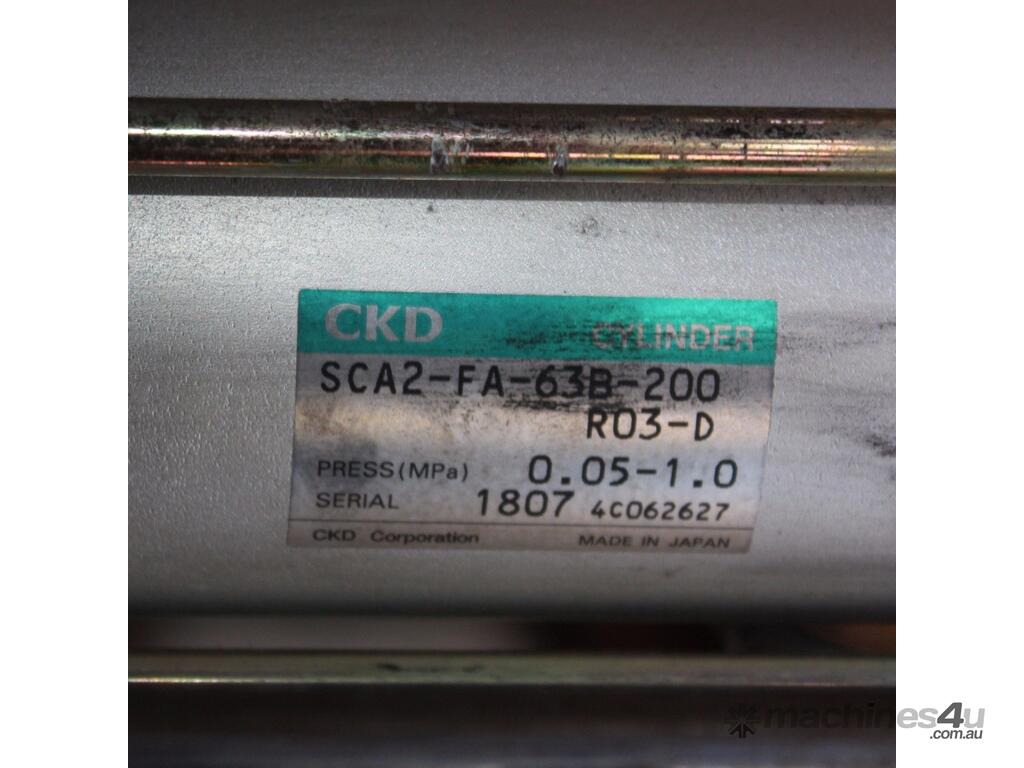 CKD CYLINDER
SCA2-FA-63B-200
R03-D
PRESS(MPa) 0.05-1.0
SERIAL 1807 4C062627
CKD Corporation MADE IN JAPAN
machines4u
.com.au